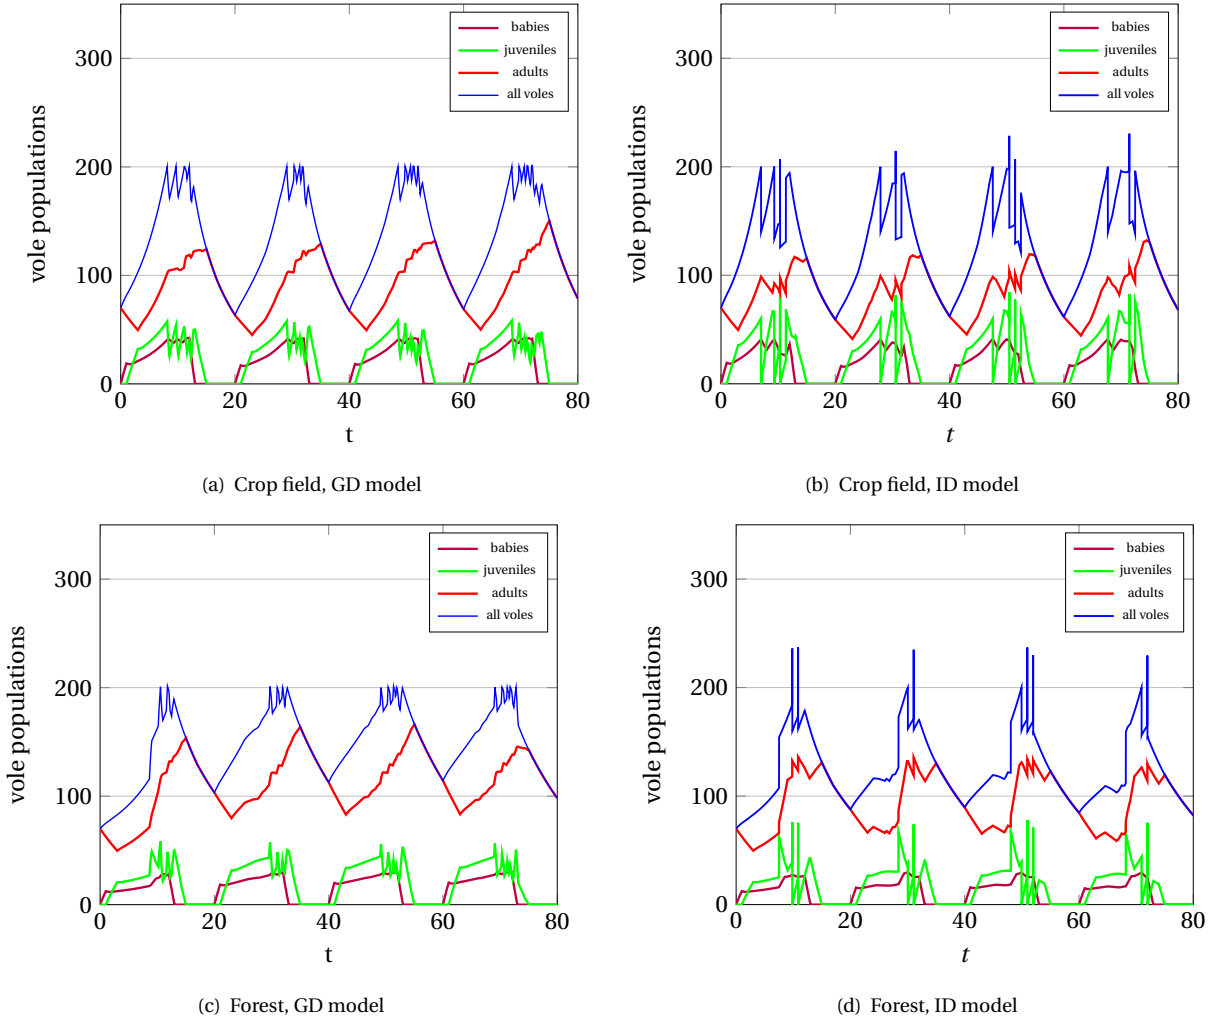 300
200
100
0
vole populations
babies
juveniles
adults
all voles
0
20
40
60
80
t
(a) Crop field, GD model
300
200
100
0
vole populations
babies
juveniles
adults
all voles
0
20
40
60
80
t
(b) Crop field, ID model
300
200
100
0
vole populations
babies
juveniles
adults
all voles
0
20
40
60
80
t
(c) Forest, GD model
300
200
100
0
vole populations
babies
juveniles
adults
all voles
0
20
40
60
80
t
(d) Forest, ID model